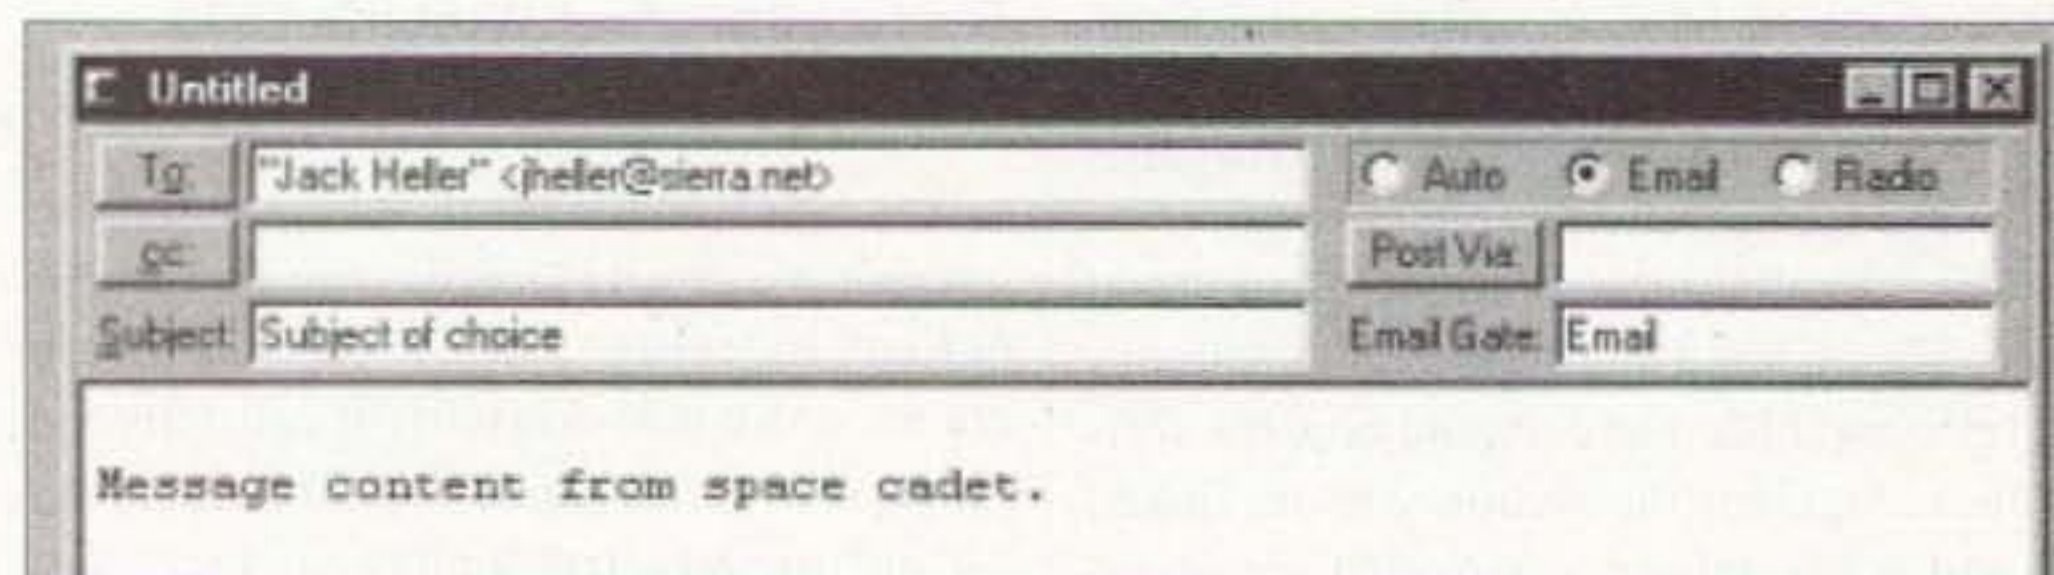 Untitled
To: "Jack Heller" <jheller@sierra.net> Auto Email Radio
cc: Post Via:
Subject: Subject of choice Email Gate: Email
Message content from space cadet.